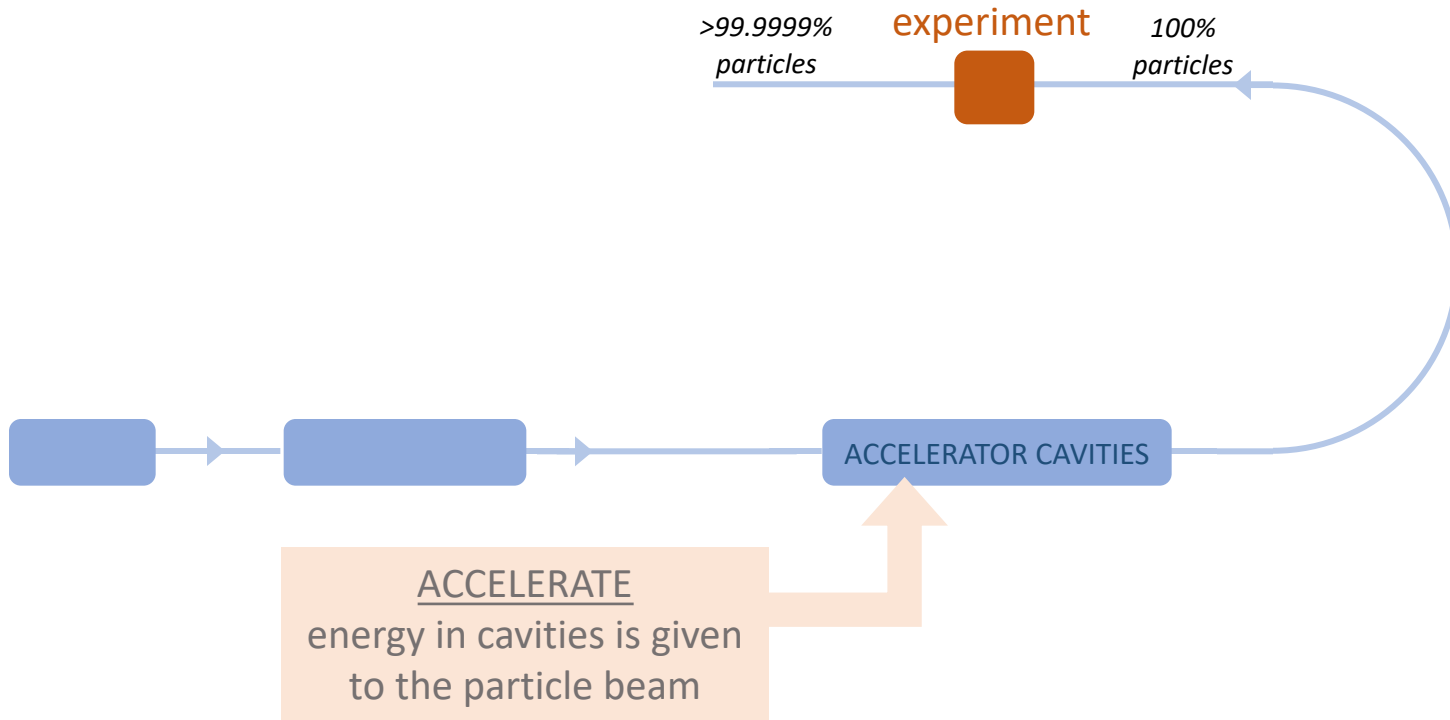 >99.9999%
particles
experiment
100%
particles
ACCELERATOR CAVITIES
ACCELERATE
energy in cavities is given
to the particle beam